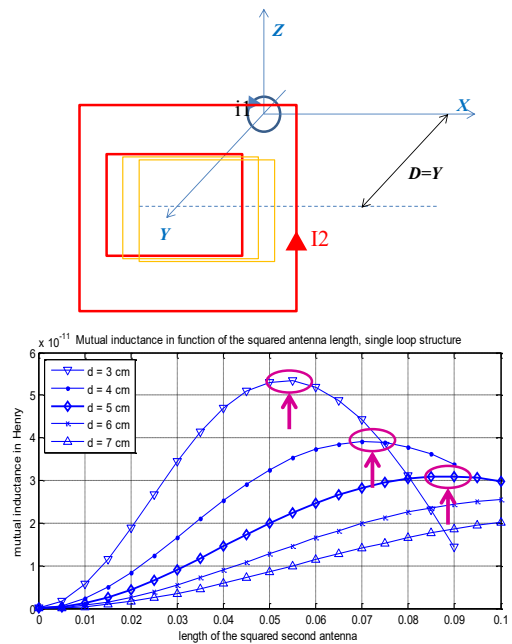 Z
i1
X
D=Y
Y
I2
x 10^-11 Mutual inductance in function of the squared antenna length, single loop structure
6
5
4
3
2
1
0
mutual inductance in Henry
d = 3 cm
d = 4 cm
d = 5 cm
d = 6 cm
d = 7 cm
0 0.01 0.02 0.03 0.04 0.05 0.06 0.07 0.08 0.09 0.1
length of the squared second antenna